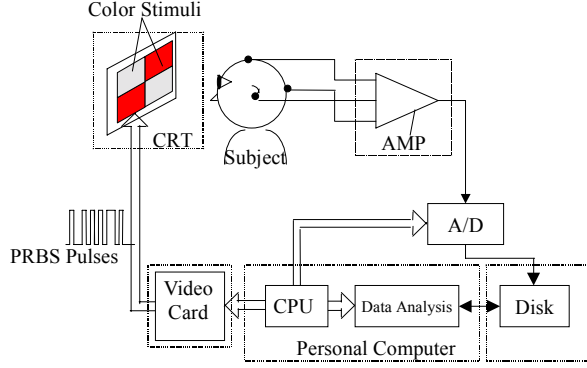 Color Stimuli
CRT
Subject
AMP
A/D
PRBS Pulses
Video
Card
CPU
Data Analysis
Disk
Personal Computer